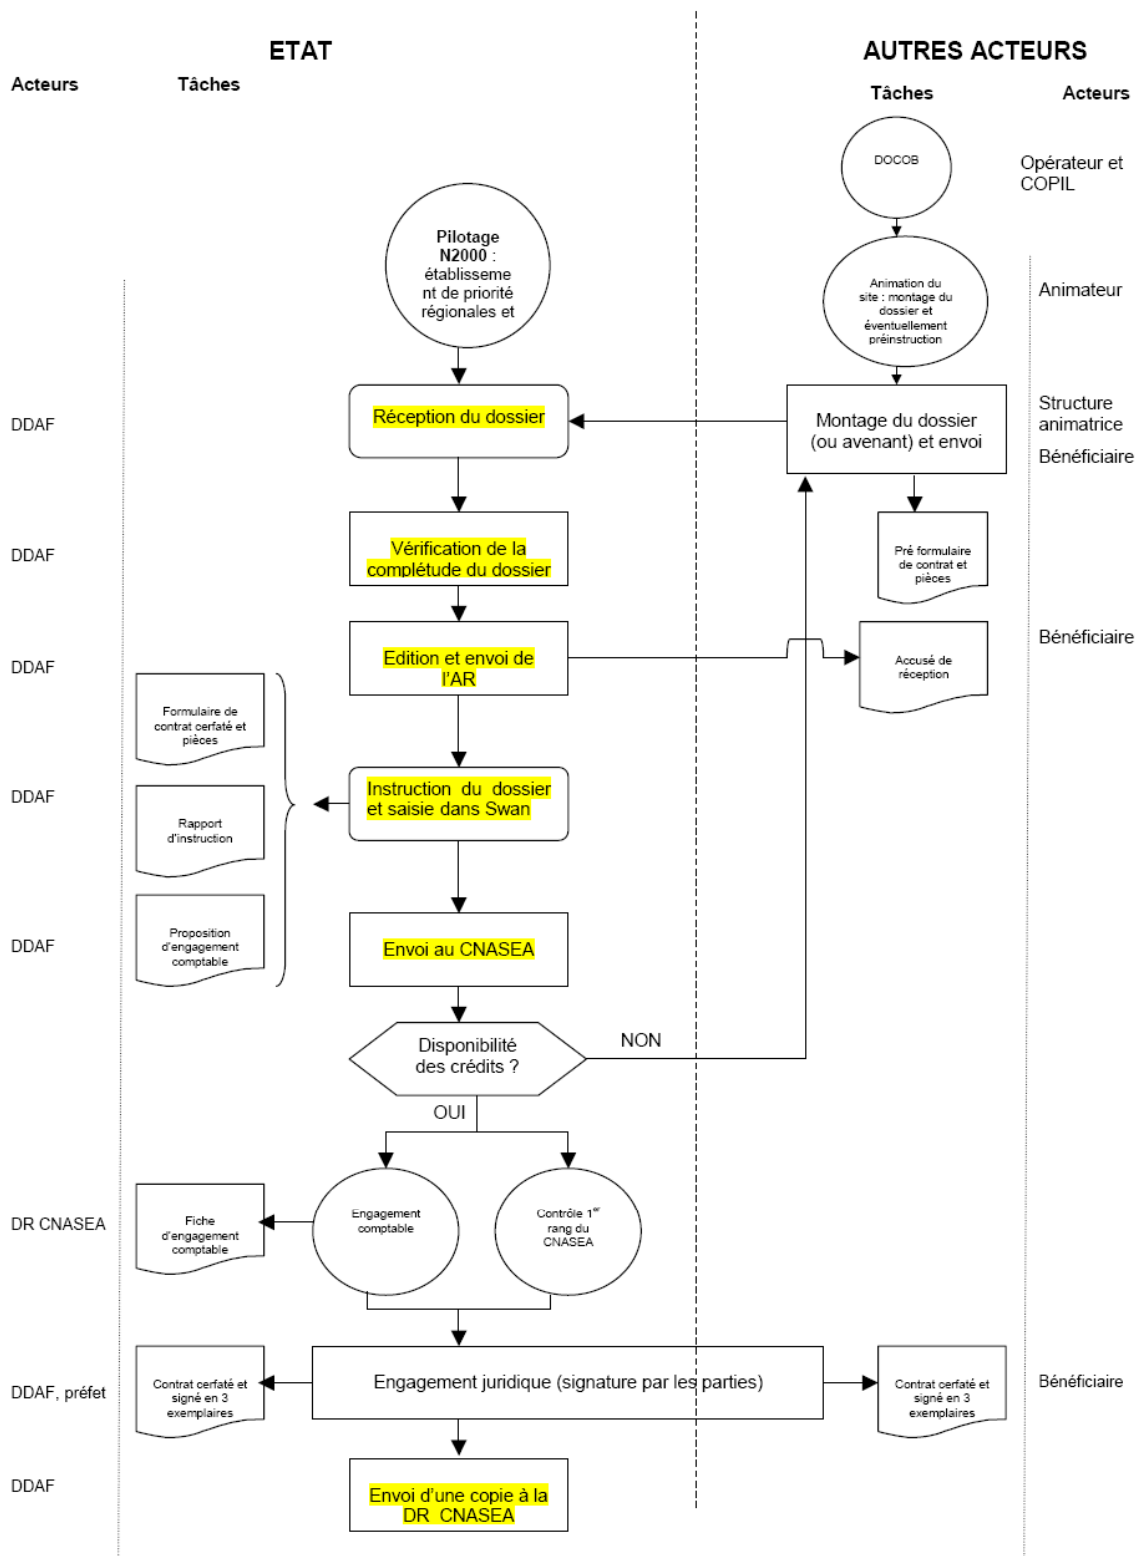 ETAT
AUTRES ACTEURS
Acteurs
Tâches
Tâches
Acteurs
DOCOB
Opérateur et
COPIL
Pilotage
N2000 :
établisseme
nt de priorité
régionales et
Animation du
site : montage du
dossier et
éventuellement
préinstruction
Animateur
DDAF
Réception du dossier
Montage du dossier
(ou avenant) et envoi
Structure
animatrice
Bénéficiaire
DDAF
Vérification de la
complétude du dossier
Pré formulaire
de contrat et
pièces
DDAF
Edition et envoi de
l'AR
Accusé de
réception
Bénéficiaire
Formulaire de
contrat cerfaté et
pièces
DDAF
Instruction du dossier
et saisie dans Swan
Rapport
d'instruction
DDAF
Proposition
d'engagement
comptable
Envoi au CNASEA
Disponibilité
des crédits ?
NON
OUI
DR CNASEA
Fiche
d'engagement
comptable
Engagement
comptable
Contrôle 1er
rang du
CNASEA
DDAF, préfet
Contrat cerfaté et
signé en 3
exemplaires
Engagement juridique (signature par les parties)
Contrat cerfaté et
signé en 3
exemplaires
Bénéficiaire
DDAF
Envoi d'une copie à la
DR CNASEA